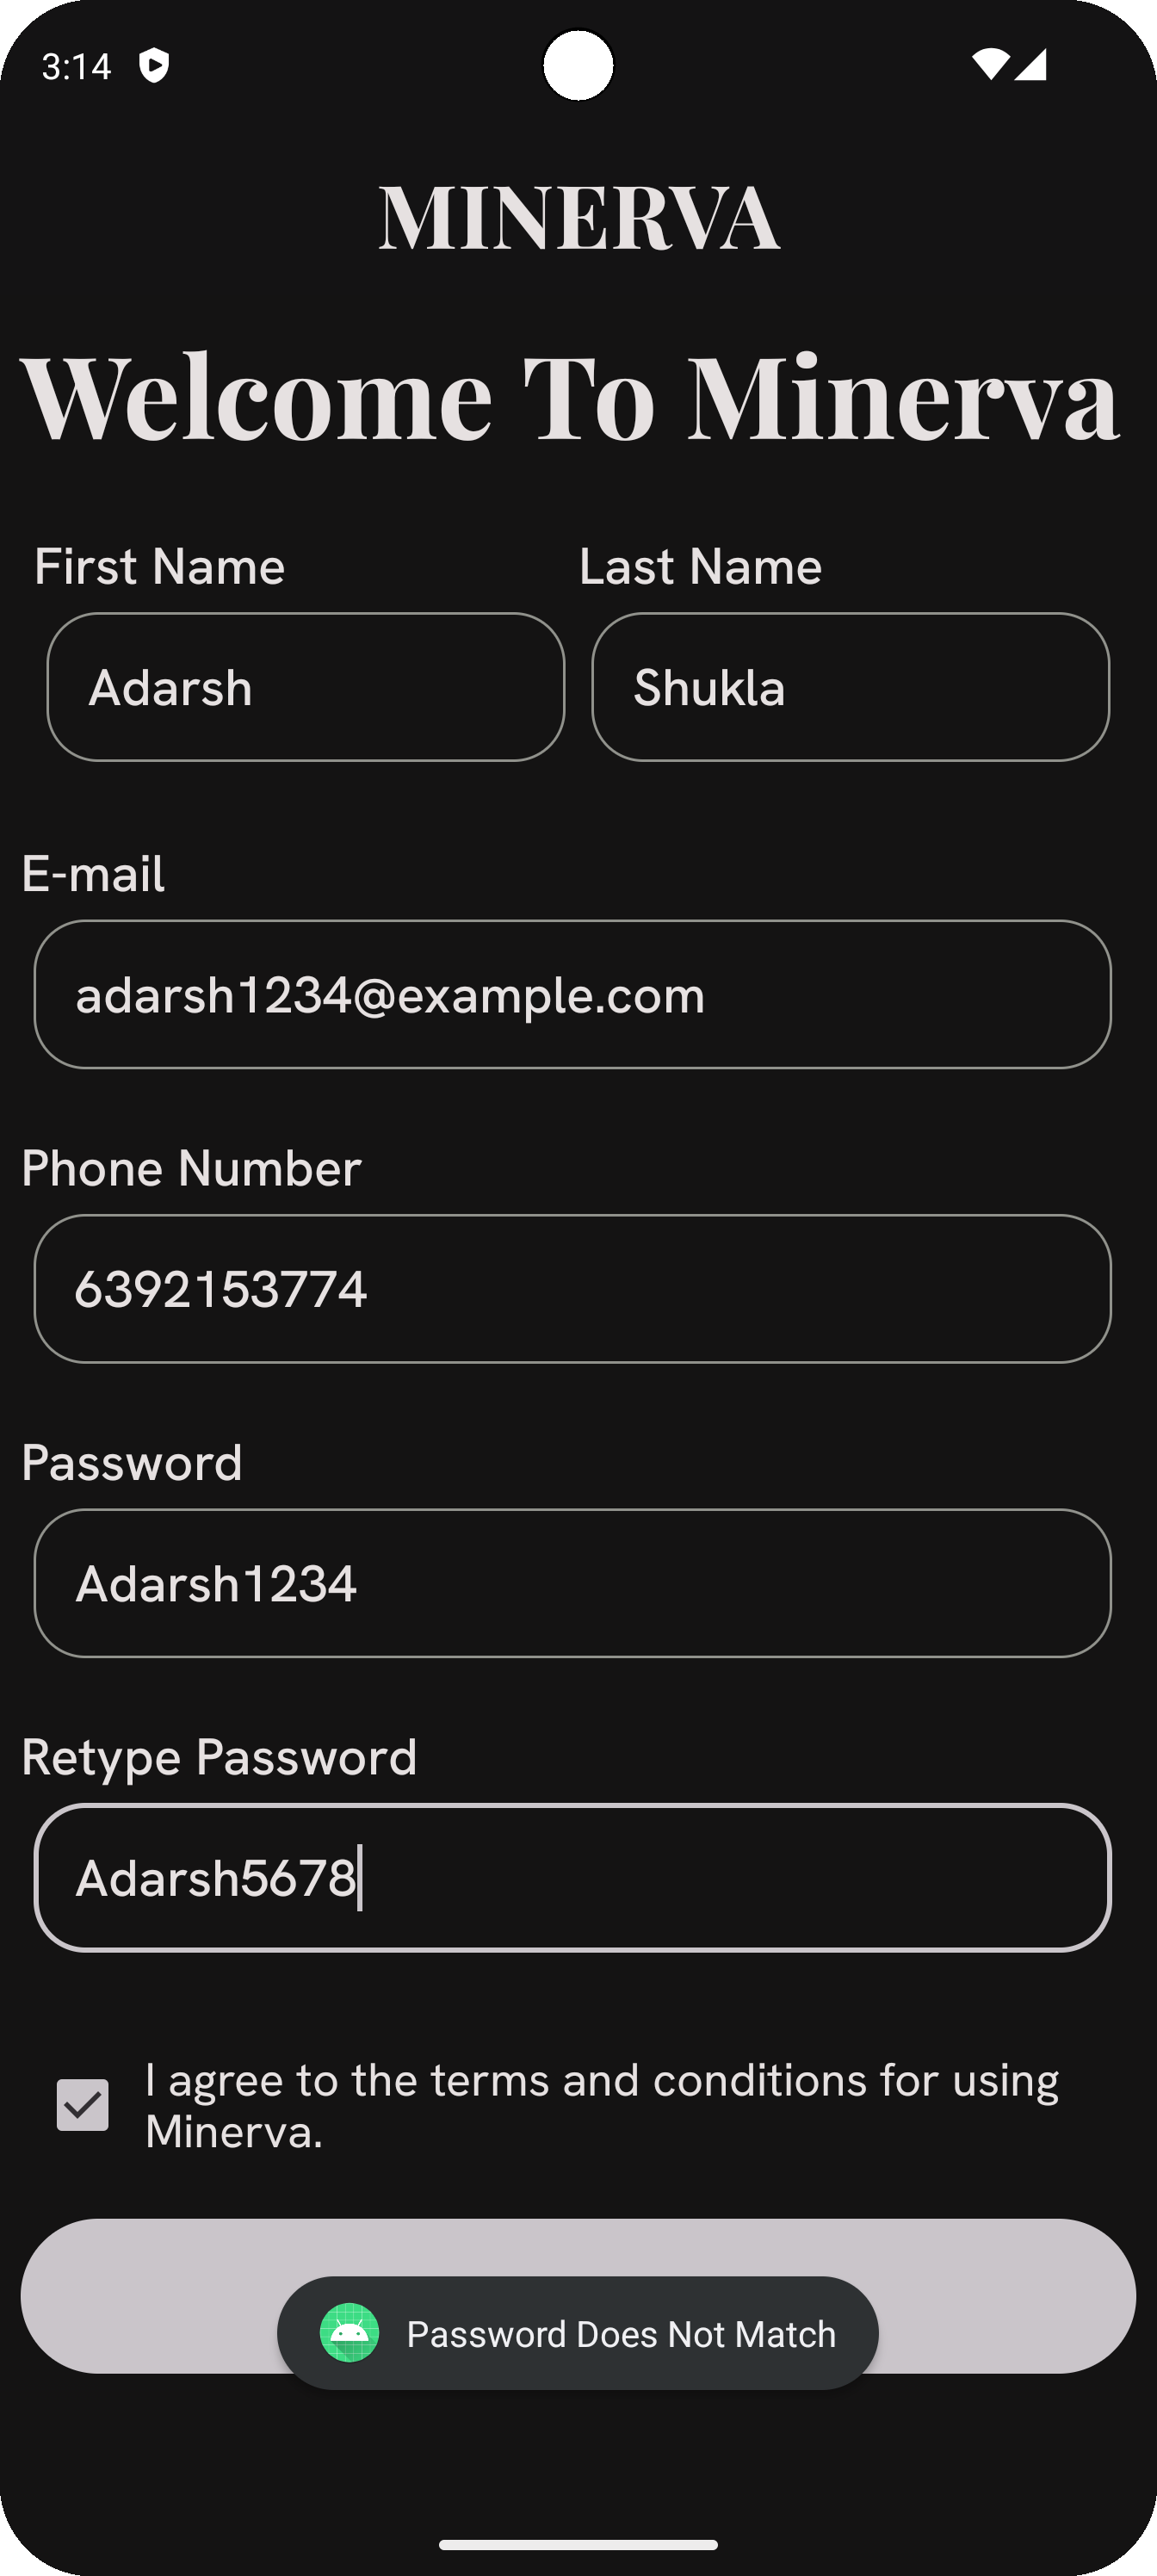 3:14
MINERVA
Welcome To Minerva
First Name
Last Name
Adarsh
Shukla
E-mail
adarsh1234@example.com
Phone Number
6392153774
Password
Adarsh1234
Retype Password
Adarsh5678
I agree to the terms and conditions for using
Minerva.
Password Does Not Match